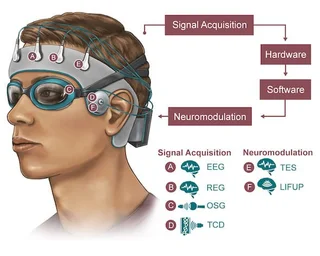 Signal Acquisition
Hardware
Software
Neuromodulation
A B E
C
D
F
Signal Acquisition
A EEG
B REG
C OSG
D TCD
Neuromodulation
E TES
F LIFUP